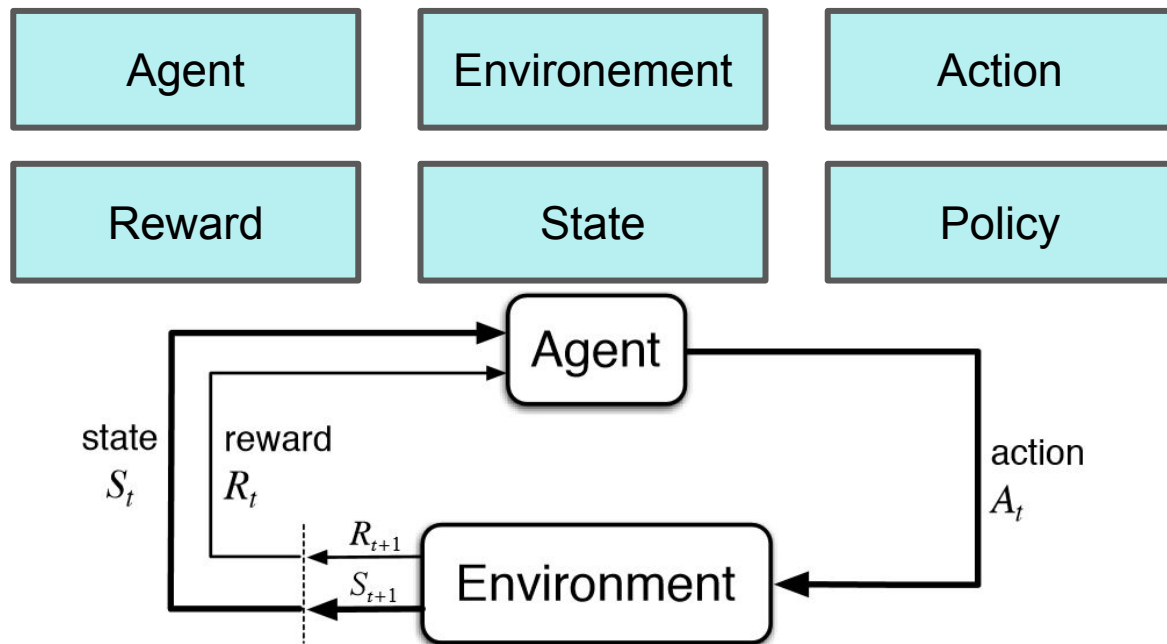 Agent Environement Action
Reward State Policy
Agent
state reward action
S_t R_t A_t
R_{t+1}
S_{t+1} Environment